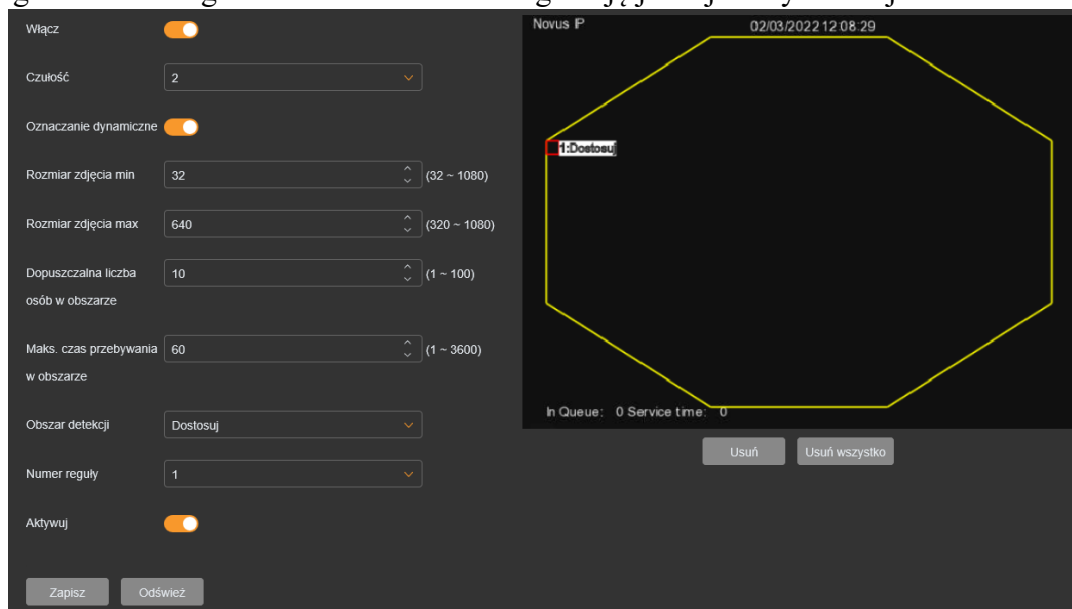 Włącz
Czułość 2
Oznaczanie dynamiczne
Rozmiar zdjęcia min 32 (32 ~ 1080)
Rozmiar zdjęcia max 640 (320 ~ 1080)
Dopuszczalna liczba 10 (1 ~ 100)
osób w obszarze
Maks. czas przebywania 60 (1 ~ 3600)
w obszarze
Obszar detekcji Dostosuj
Numer reguły 1
Aktywuj
Zapisz Odśwież
Novus IP 02/03/2022 12:08:29
1:Dostosuj
In Queue: 0 Service time: 0
Usuń Usuń wszystko